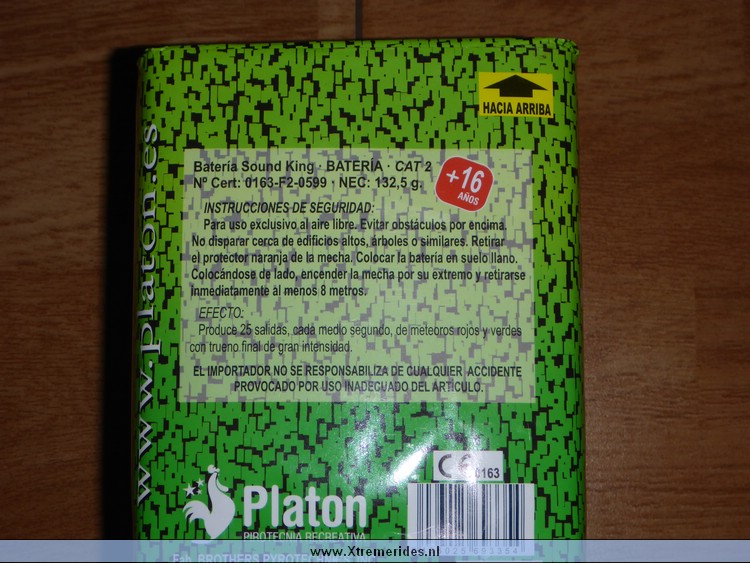 HACIA ARRIBA
www.platon.es
Batería Sound King · BATERÍA · CAT 2
Nº Cert: 0163-F2-0599 · NEC: 132,5 g.
+16
AÑOS
INSTRUCCIONES DE SEGURIDAD:
Para uso exclusivo al aire libre. Evitar obstáculos por encima.
No disparar cerca de edificios altos, árboles o similares. Retirar
el protector naranja de la mecha. Colocar la batería en suelo llano.
Colocándose de lado, encender la mecha por su extremo y retirarse
inmediatamente al menos 8 metros.
EFECTO:
Produce 25 salidas, cada medio segundo, de meteoros rojos y verdes
con trueno final de gran intensidad.
EL IMPORTADOR NO SE RESPONSABILIZA DE CUALQUIER ACCIDENTE
PROVOCADO POR USO INADECUADO DEL ARTÍCULO.
CE 0163
Platon
PIROTECNIA RECREATIVA
Fab. BROTHERS
www.Xtremerides.nl